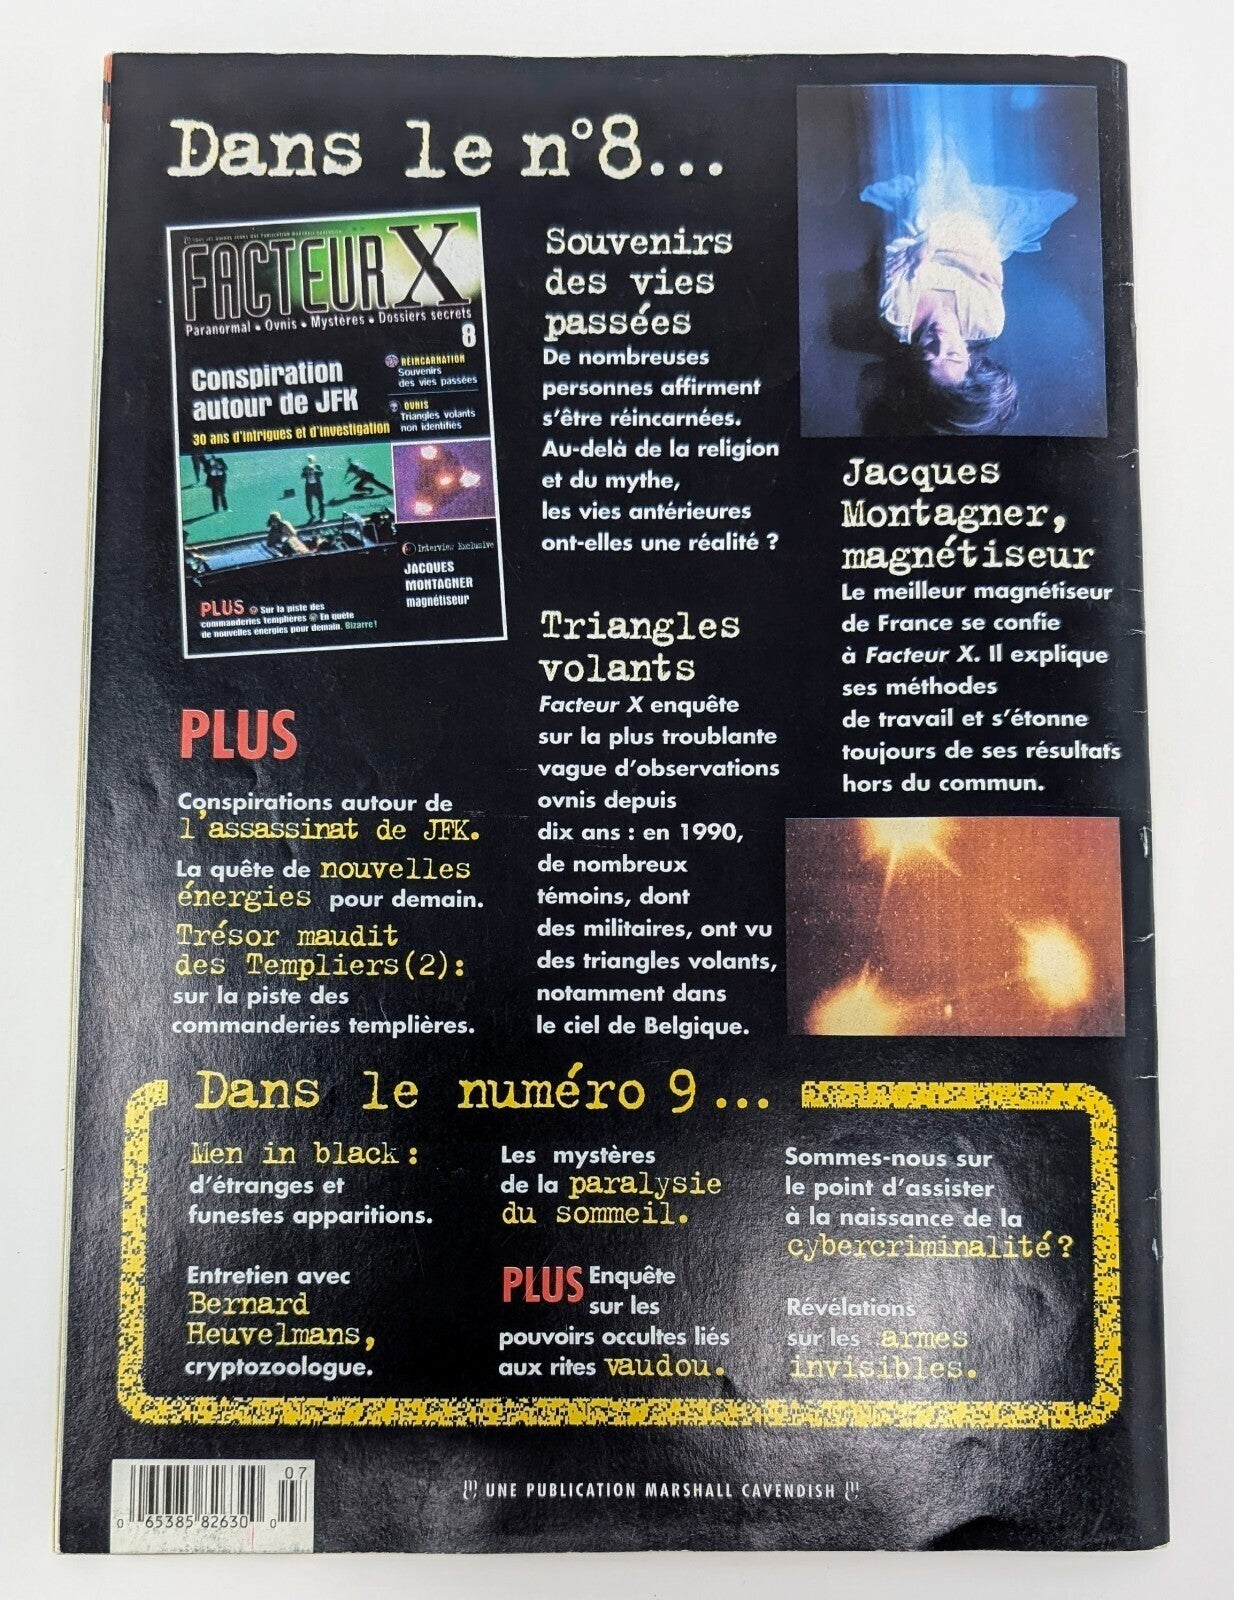 Dans le n°8...
FACTEUR X
Paranormal • Ovnis • Mystères • Dossiers secrets
8
Conspiration
autour de JFK
30 ans d'intrigues et d'investigation
RÉINCARNATION
Souvenirs
des vies passées
OVNIS
Triangles volants
non identifiés
Interview Exclusive
JACQUES
MONTAGNER
magnétiseur
PLUS Sur la piste des
commanderies templières En quête
de nouvelles énergies pour demain. Bizarre !
Souvenirs
des vies
passées
De nombreuses
personnes affirment
s'être réincarnées.
Au-delà de la religion
et du mythe,
les vies antérieures
ont-elles une réalité ?
Triangles
volants
Facteur X enquête
sur la plus troublante
vague d'observations
ovnis depuis
dix ans : en 1990,
de nombreux
témoins, dont
des militaires, ont vu
des triangles volants,
notamment dans
le ciel de Belgique.
Jacques
Montagner,
magnétiseur
Le meilleur magnétiseur
de France se confie
à Facteur X. Il explique
ses méthodes
de travail et s'étonne
toujours de ses résultats
hors du commun.
PLUS
Conspirations autour de
l'assassinat de JFK.
La quête de nouvelles
énergies pour demain.
Trésor maudit
des Templiers(2):
sur la piste des
commanderies templières.
Dans le numéro 9...
Men in black :
d'étranges et
funestes apparitions.
Entretien avec
Bernard
Heuvelmans,
cryptozoologue.
Les mystères
de la paralysie
du sommeil.
PLUS Enquête
sur les
pouvoirs occultes liés
aux rites vaudou.
Sommes-nous sur
le point d'assister
à la naissance de la
cybercriminalité ?
Révélations
sur les armes
invisibles.
07
0 65385 82630 0
UNE PUBLICATION MARSHALL CAVENDISH